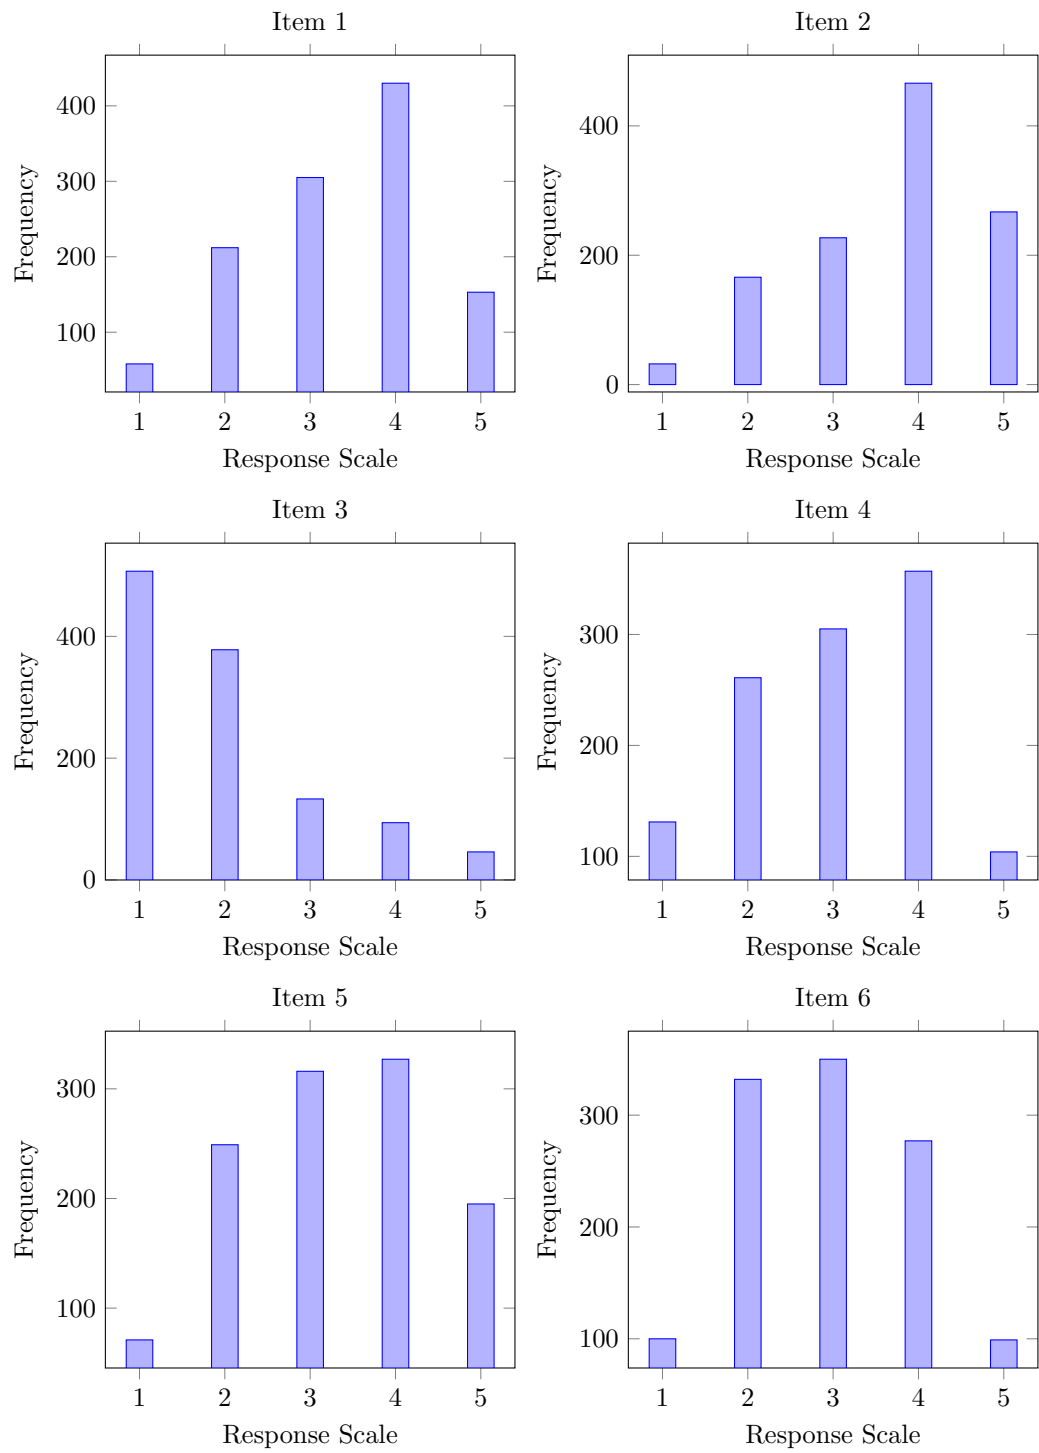 Item 1
400
300
200
100
Frequency
1 2 3 4 5
Response Scale
Item 2
400
200
0
Frequency
1 2 3 4 5
Response Scale
Item 3
400
200
0
Frequency
1 2 3 4 5
Response Scale
Item 4
300
200
100
Frequency
1 2 3 4 5
Response Scale
Item 5
300
200
100
Frequency
1 2 3 4 5
Response Scale
Item 6
300
200
100
Frequency
1 2 3 4 5
Response Scale